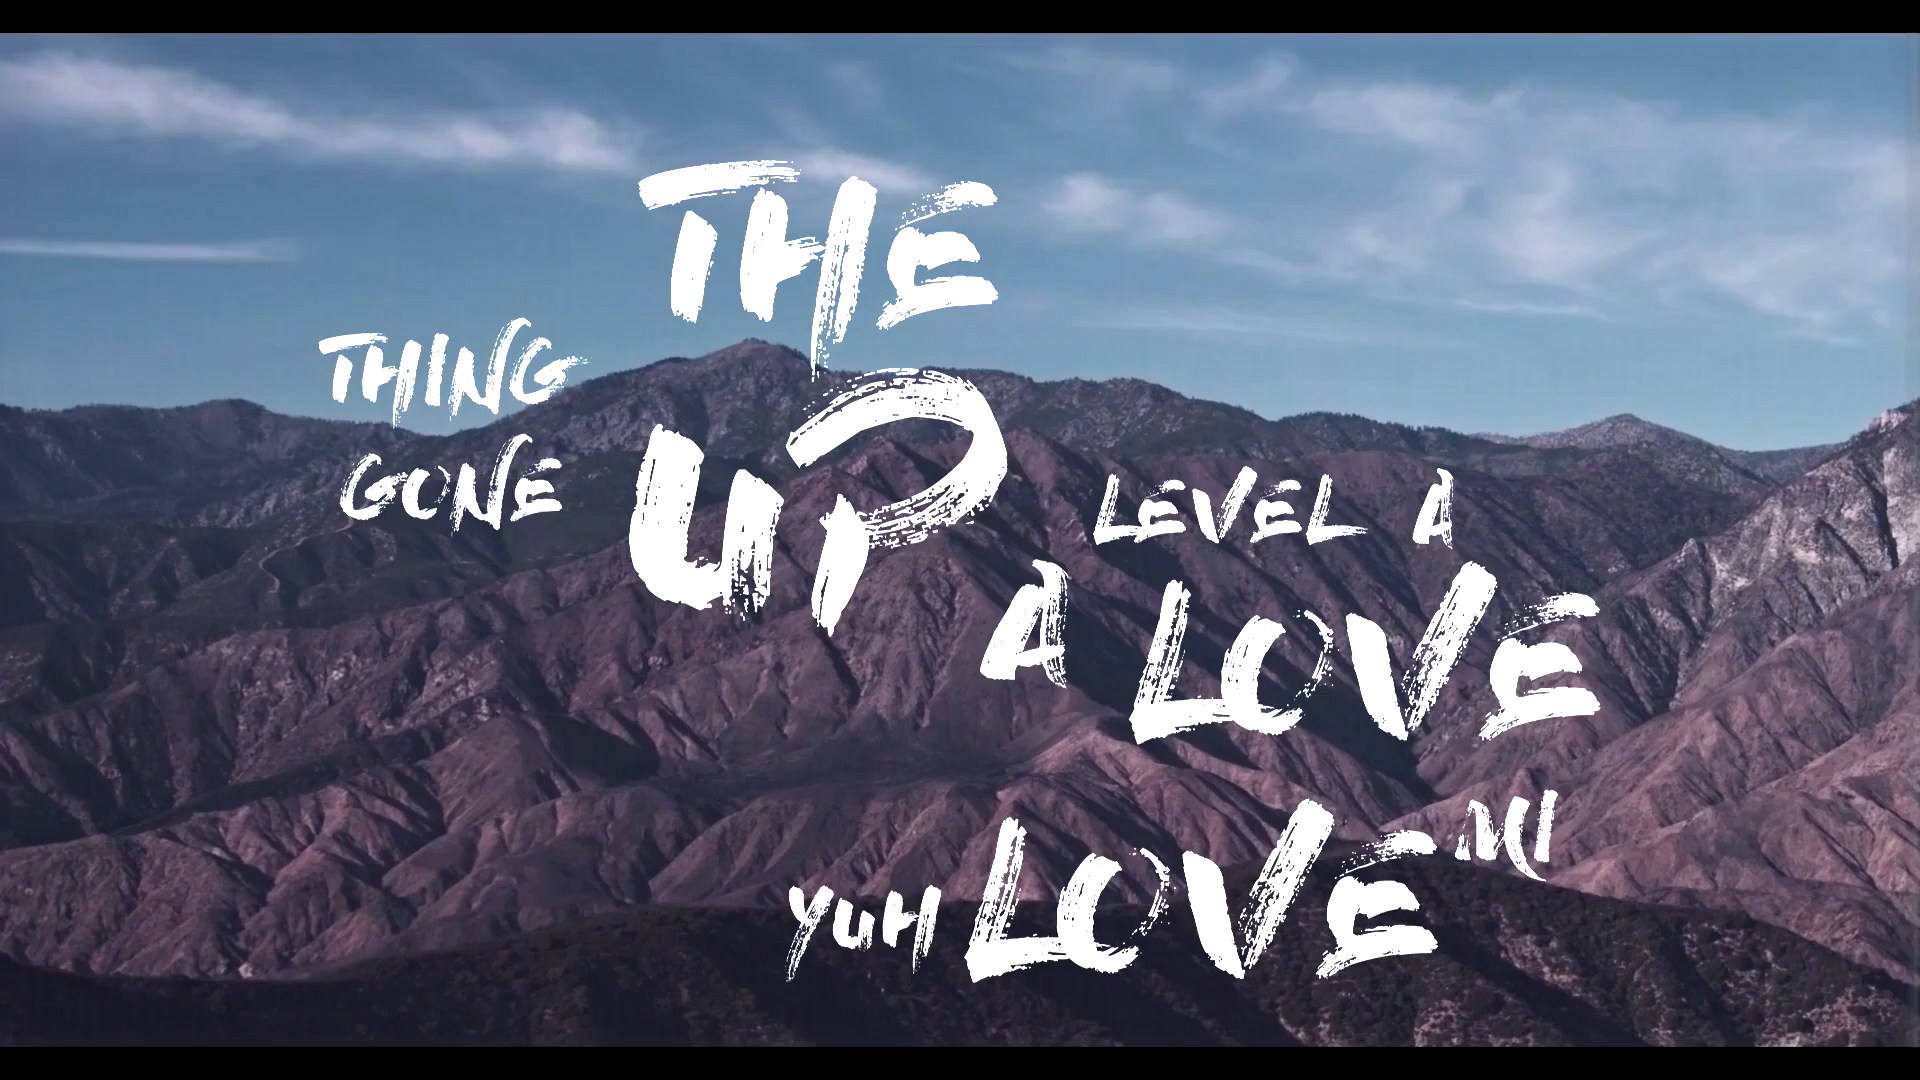 THE
THING
GONE
UP
LEVEL A
A LOVE
YUH LOVE MI